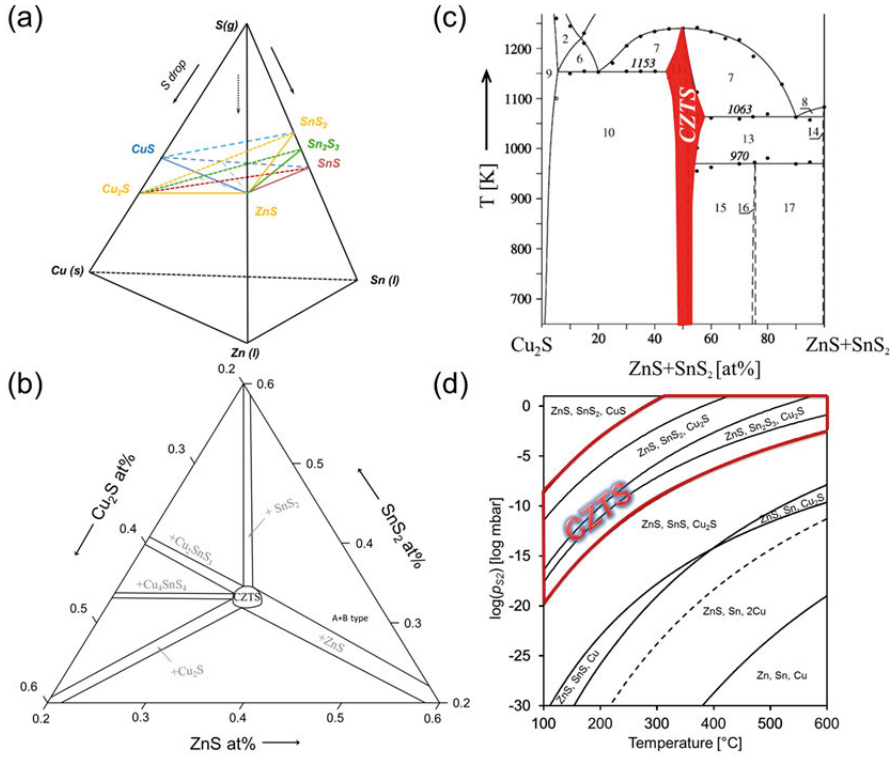 (a)
S(g)
S drop
SnS₂
Sn₂S₃
SnS
CuS
Cu₂S
ZnS
Cu (s)
Sn (l)
Zn (l)
(b)
0.2
0.6
0.3
0.5
0.4
0.4
0.5
0.3
0.6
0.2
0.2
0.3
0.4
0.5
0.6
Cu₂S at%
SnS₂ at%
ZnS at%
+ SnS₂
+Cu₂SnS₃
+Cu₄SnS₄
CZTS
A+B type
+ZnS
+Cu₂S
(c)
T [K]
1200
1100
1000
900
800
700
2
6
9
7
7
1153
1063
8
10
13
14
970
15
16
17
CZTS
Cu₂S
20
40
60
80
ZnS+SnS₂
ZnS+SnS₂ [at%]
(d)
log(pS2) [log mbar]
0
-5
-10
-15
-20
-25
-30
ZnS, SnS₂, CuS
ZnS, SnS₂, Cu₂S
ZnS, Sn₂S₃, Cu₂S
CZTS
ZnS, SnS, Cu₂S
ZnS, Sn, Cu₂S
ZnS, Sn, 2Cu
ZnS, SnS, Cu
Zn, Sn, Cu
100
200
300
400
500
600
Temperature [°C]